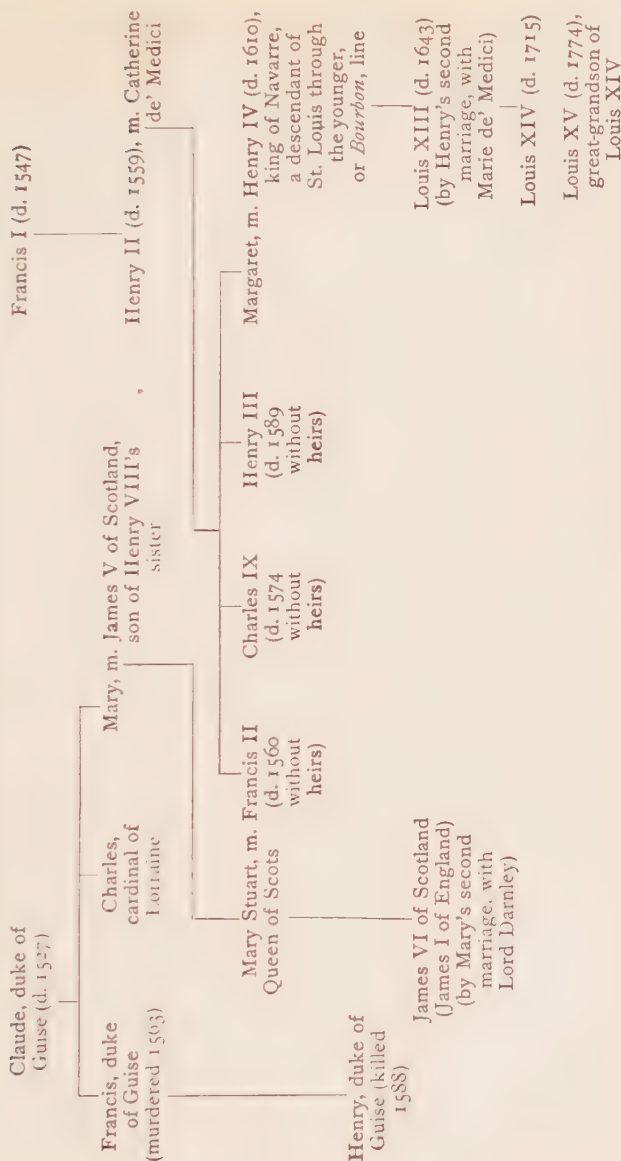 Claude, duke of
Guise (d. 1527)
Francis I (d. 1547)
Francis, duke
of Guise
(murdered 1563)
Charles,
cardinal of
Lorraine
Mary, m. James V of Scotland,
son of Henry VIII's
sister
Henry II (d. 1559), m. Catherine
de' Medici
Henry, duke of
Guise (killed
1588)
Mary Stuart, m. Francis II
Queen of Scots
(d. 1560
without
heirs)
Charles IX
(d. 1574
without
heirs)
Henry III
(d. 1589
without
heirs)
Margaret, m. Henry IV (d. 1610),
king of Navarre,
a descendant of
St. Louis through
the younger,
or Bourbon, line
James VI of Scotland
(James I of England)
(by Mary's second
marriage, with
Lord Darnley)
Louis XIII (d. 1643)
(by Henry's second
marriage, with
Marie de' Medici)
Louis XIV (d. 1715)
Louis XV (d. 1774),
great-grandson of
Louis XIV